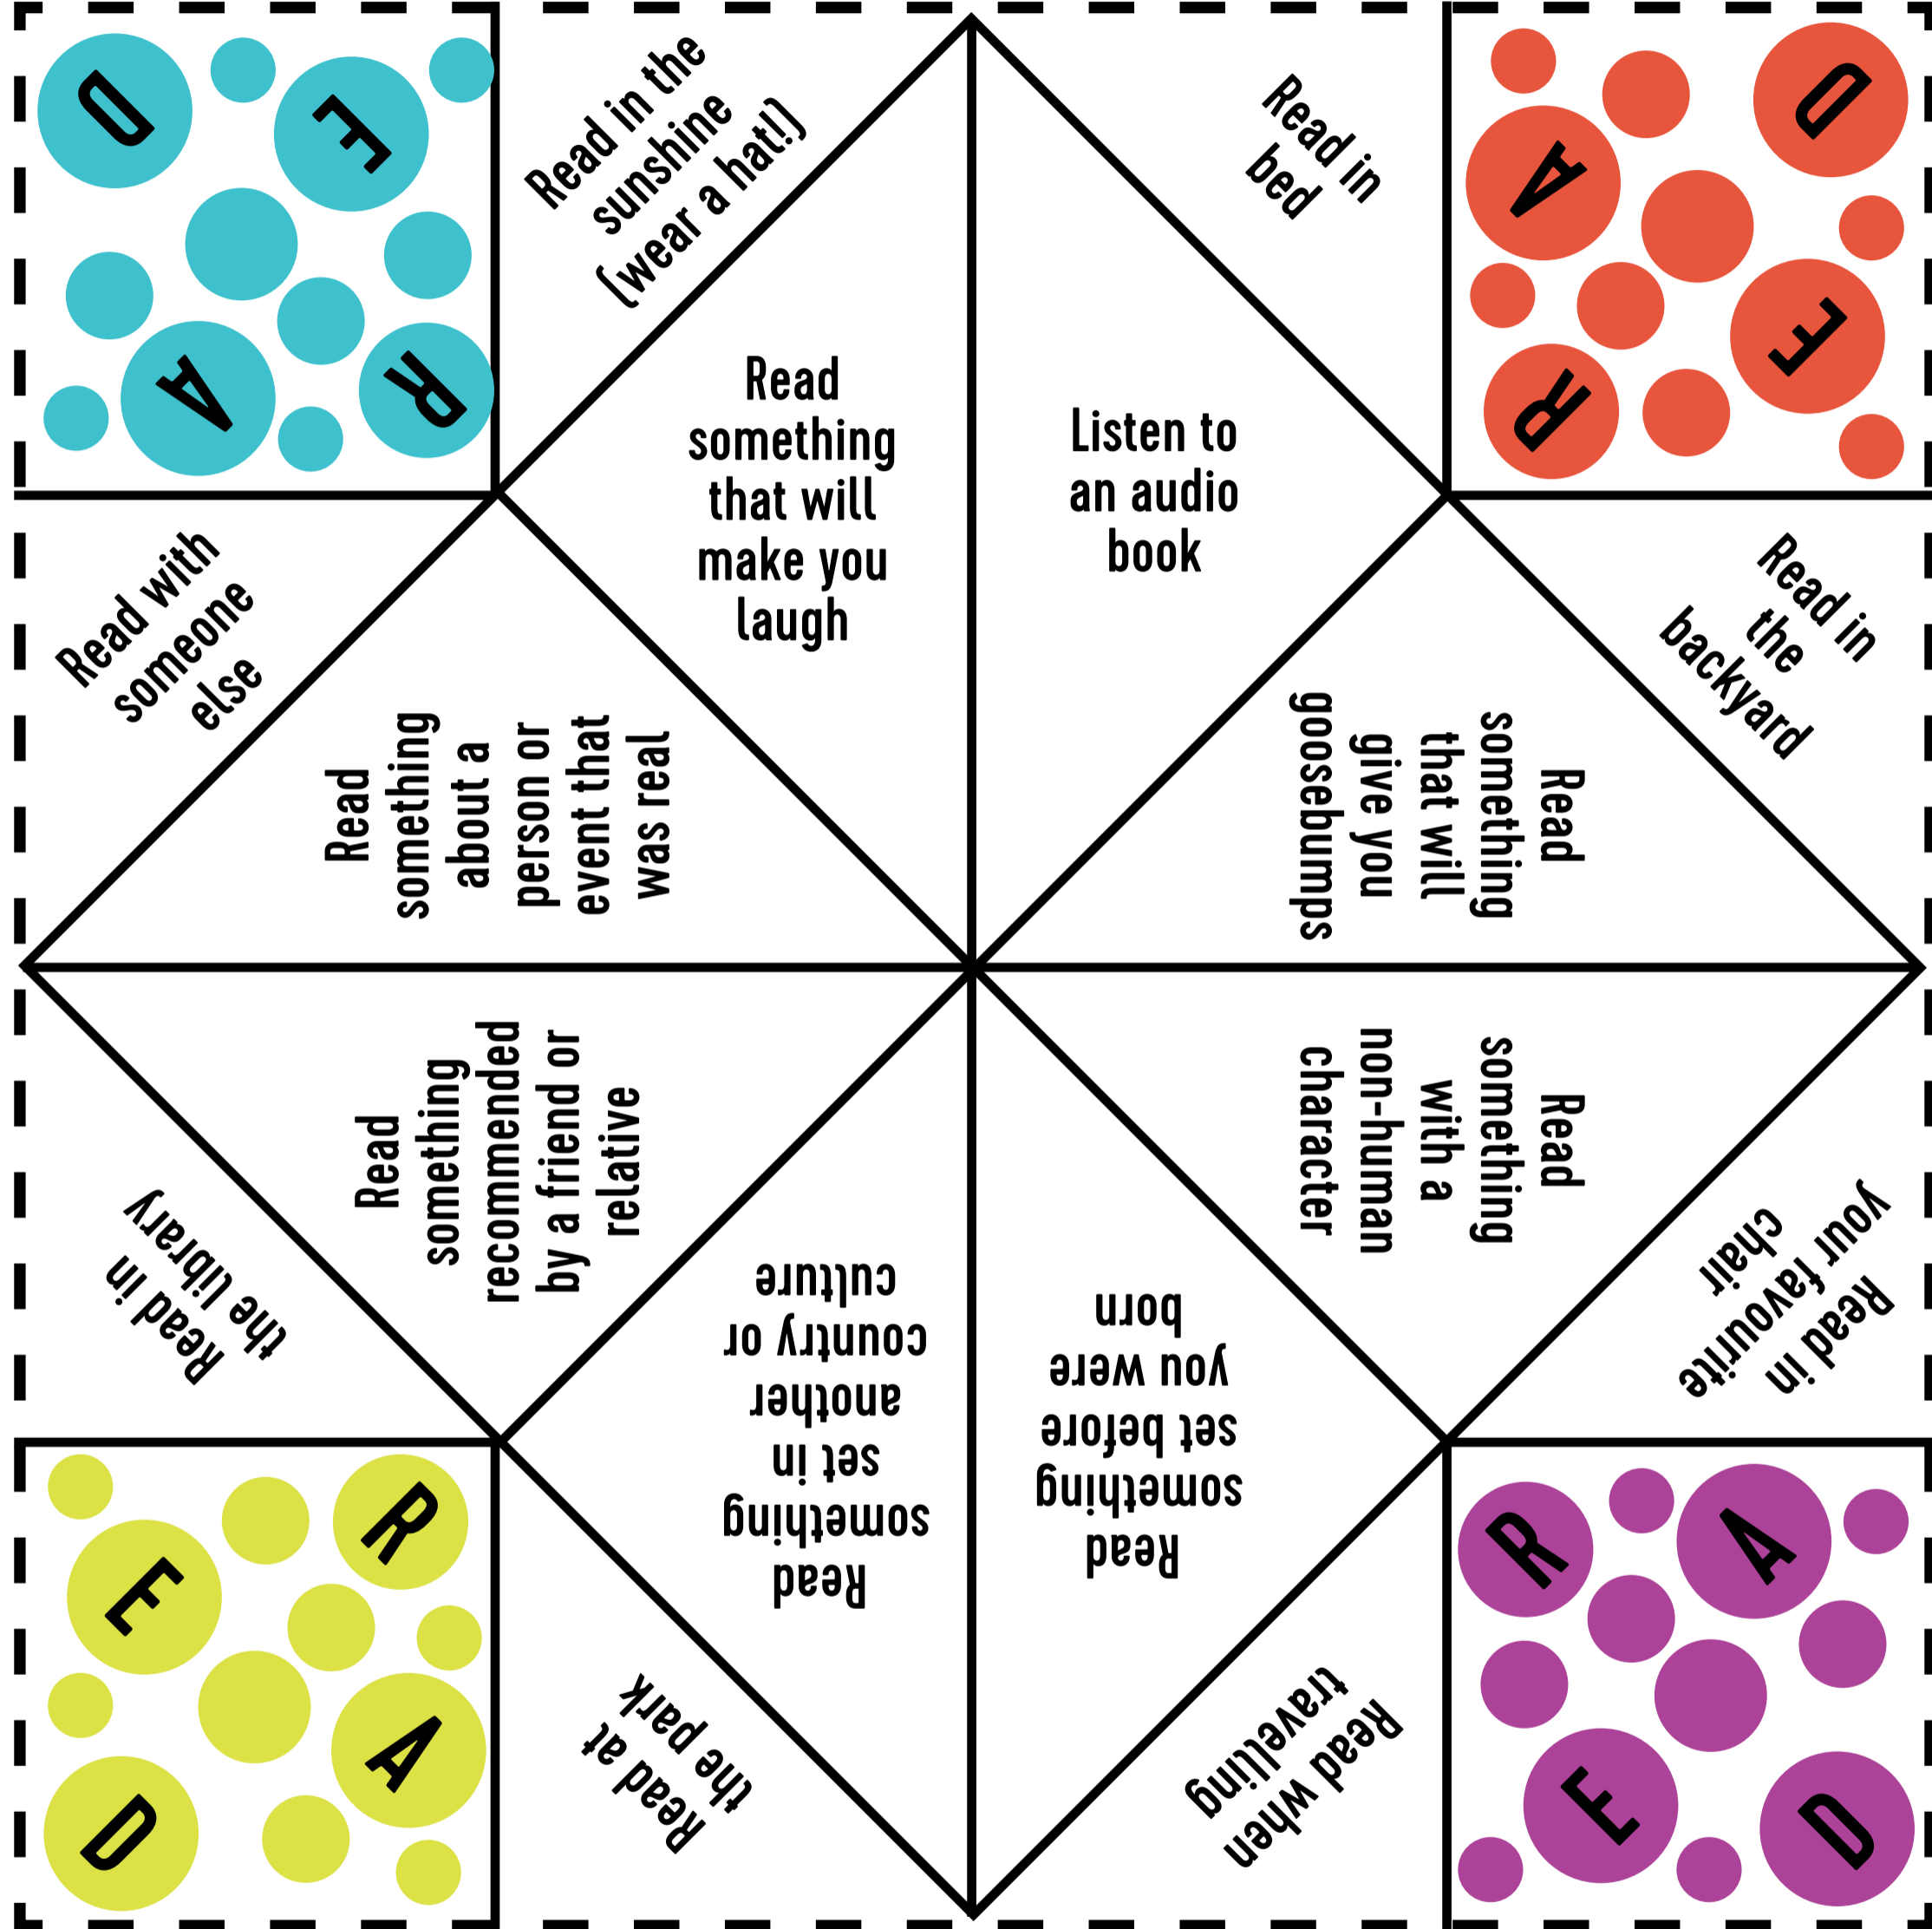 D
E
A
R
Read in the
sunshine
(wear a hat!)
Read in
bed
D
A
E
R
Read with
someone
else
Read
something
that will
make you
laugh
Listen to
an audio
book
Read in
the
backyard
Read
something
about a
person or
event that
was real
Read
something
that will
give you
goosebumps
Read
something
recommended
by a friend or
relative
Read
something
with a
non-human
character
Read in
the library
Read
something
set in
another
country or
culture
Read
something
set before
you were
born
Read in
your favourite
chair
R
E
A
D
Read at
the park
Read when
travelling
R
A
E
D